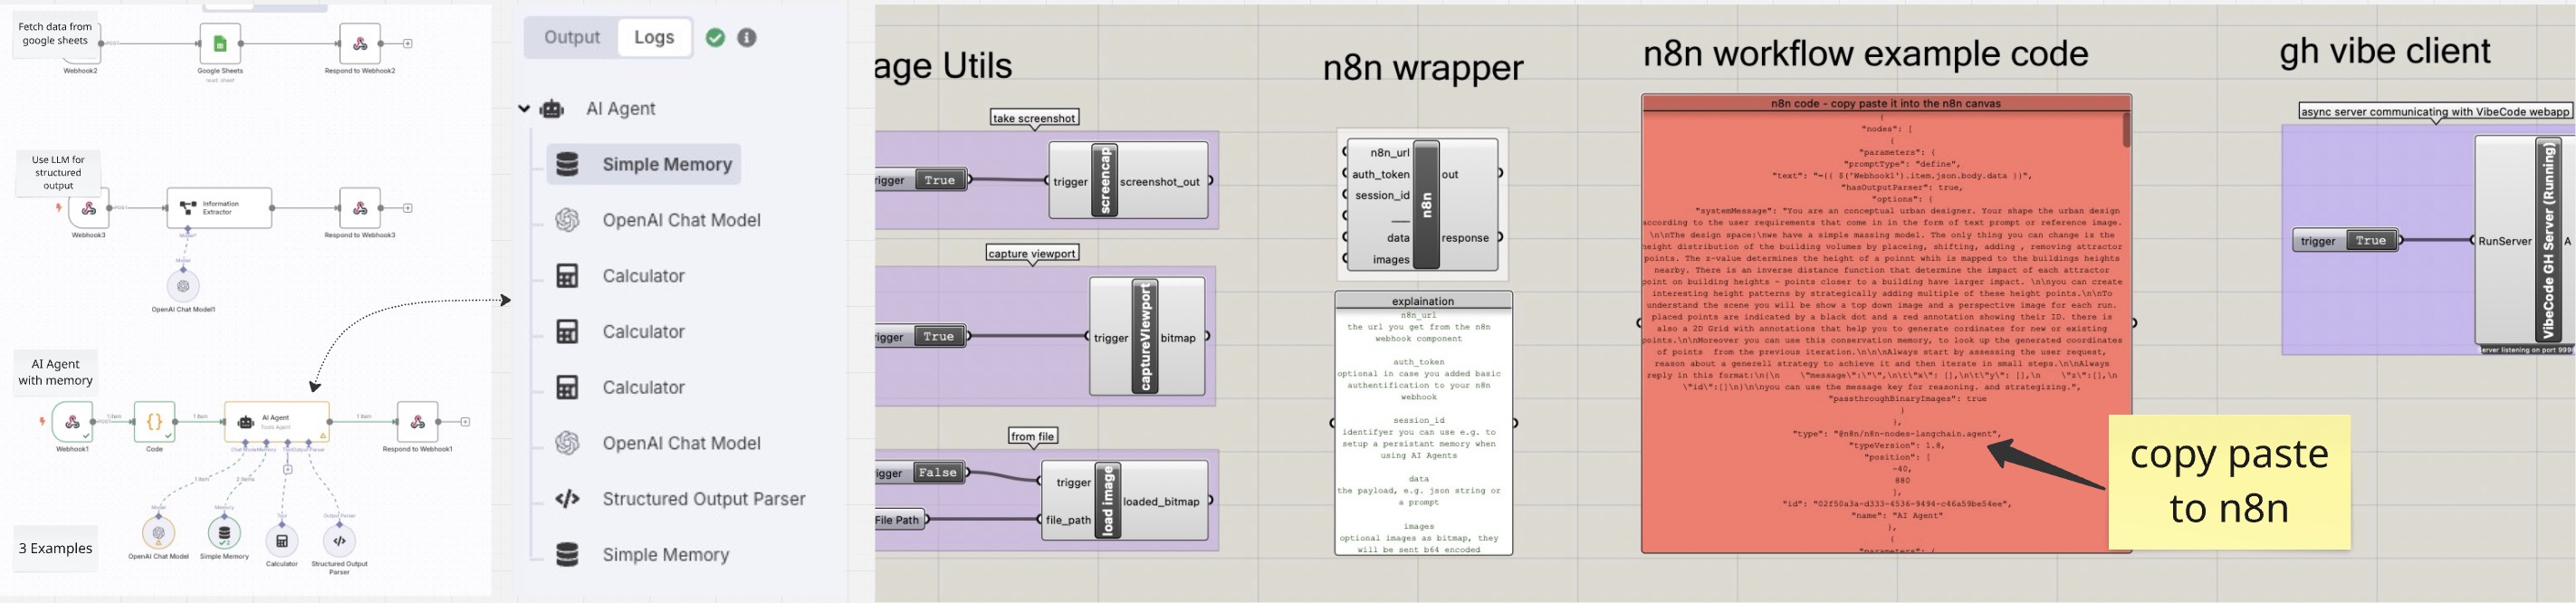 Fetch data from
google sheets
POST
Webhook2
Google Sheets
read: sheet
Respond to Webhook2
Use LLM for
structured
output
POST
Webhook3
Information
Extractor
Respond to Webhook3
Model
OpenAI Chat Model1
AI Agent
with memory
POST
1 item
1 item
1 item
Webhook1
Code
AI Agent
Tools Agent
Respond to Webhook1
1 item
2 items
Model
Memory
Tool
Output Parser
OpenAI Chat Model
Simple Memory
Calculator
Structured Output
Parser
3 Examples
Output
Logs
AI Agent
Simple Memory
OpenAI Chat Model
Calculator
Calculator
Calculator
OpenAI Chat Model
Structured Output Parser
Simple Memory
age Utils
take screenshot
rigger True
trigger
screencap
screenshot_out
capture viewport
rigger True
trigger
captureViewport
bitmap
from file
rigger False
File Path
trigger
file_path
load image
loaded_bitmap
n8n wrapper
n8n_url
auth_token
session_id
data
images
n8n
out
response
explaination
n8n_url
the url you get from the n8n
webhook component
auth_token
optional in case you added basic
authentification to your n8n
webhook
session_id
identifyer you can use e.g. to
setup a persistant memory when
using AI Agents
data
the payload, e.g. json string or
a prompt
images
optional images as bitmap, they
will be sent b64 encoded
n8n workflow example code
n8n code - copy paste it into the n8n canvas
{
"nodes": [
{
"parameters": {
"promptType": "define",
"text": "={{ $('Webhook1').item.json.body.data }}",
"hasOutputParser": true,
"options": {
"systemMessage": "You are an conceptual urban designer. Your shape the urban design
according to the user requirements that come in in the form of text prompt or reference image.
\n\nThe design space:\nwe have a simple massing model. The only thing you can change is the
height distribution of the building volumes by placeing, shifting, adding , removing attractor
points. The z-value determines the height of a poinnt whih is mapped to the buildings heights
nearby. There is an inverse distance function that determine the impact of each attractor
point on building heights - points closer to a building have larger impact. \n\nyou can create
interesting height patterns by strategically adding multiple of these height points.\n\nTo
understand the scene you will be show a top down image and a perspective image for each run.
placed points are indicated by a black dot and a red annotation showing their ID. there is
also a 2D Grid with annotations that help you to generate cordinates for new or existing
points.\n\nMoreover you can use this conservation memory, to look up the generated coordinates
of points  from the previous iteration.\n\n\nAlways start by assessing the user request,
reason about a generell strategy to achieve it and then iterate in small steps.\n\nAlways
reply in this format:\n{\n    \"message\":\"\",\n\t\"x\": [],\n\t\"y\": [],\n    \"z\":[],\n
\"id\":[]\n}\n\nyou can use the message key for reasoning. and strategizing.",
"passthroughBinaryImages": true
}
},
"type": "@n8n/n8n-nodes-langchain.agent",
"typeVersion": 1.8,
"position": [
-40,
880
],
"id": "02f50a3a-d333-4536-9494-c46a59be54ee",
"name": "AI Agent"
},
{
"parameters": {
copy paste
to n8n
gh vibe client
async server communicating with VibeCode webapp
trigger True
RunServer
VibeCode GH Server (Running)
A
erver listening on port 999